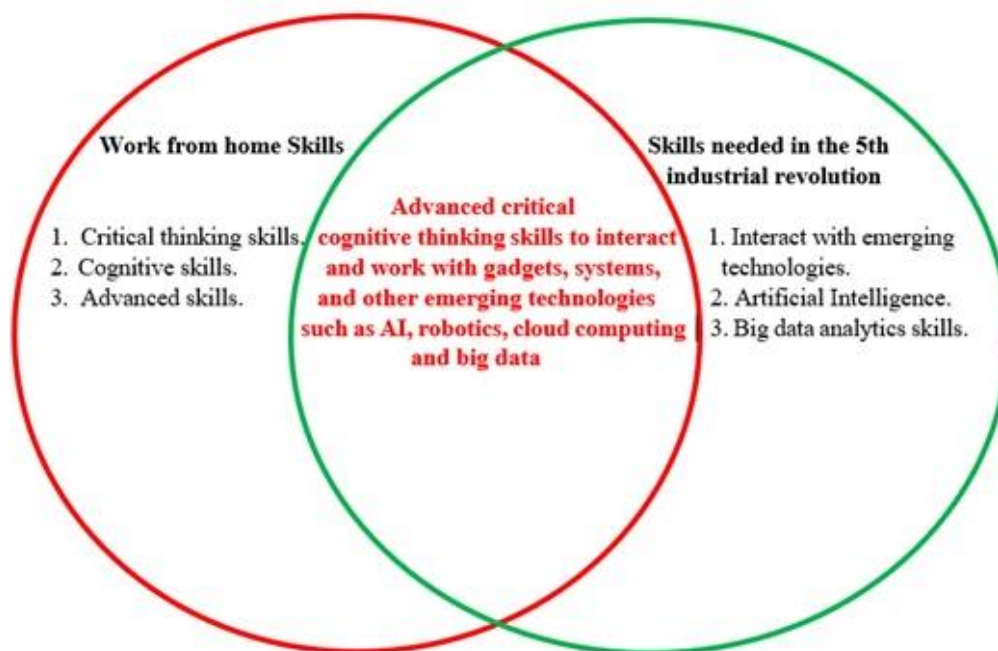 Work from home Skills
1. Critical thinking skills.
2. Cognitive skills.
3. Advanced skills.
Advanced critical
cognitive thinking skills to interact
and work with gadgets, systems,
and other emerging technologies
such as AI, robotics, cloud computing
and big data
Skills needed in the 5th
industrial revolution
1. Interact with emerging
technologies.
2. Artificial Intelligence.
3. Big data analytics skills.